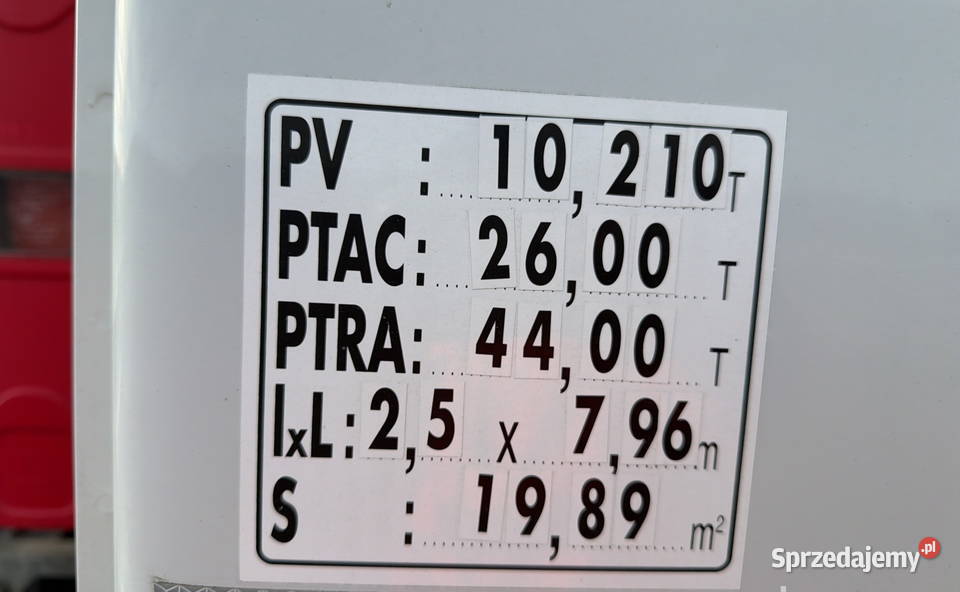 PV : 10,210 T
PTAC: 26,00 T
PTRA: 44,00 T
lxL: 2,5 x 7,96 m
S : 19,89 m²
Sprzedajemy.pl